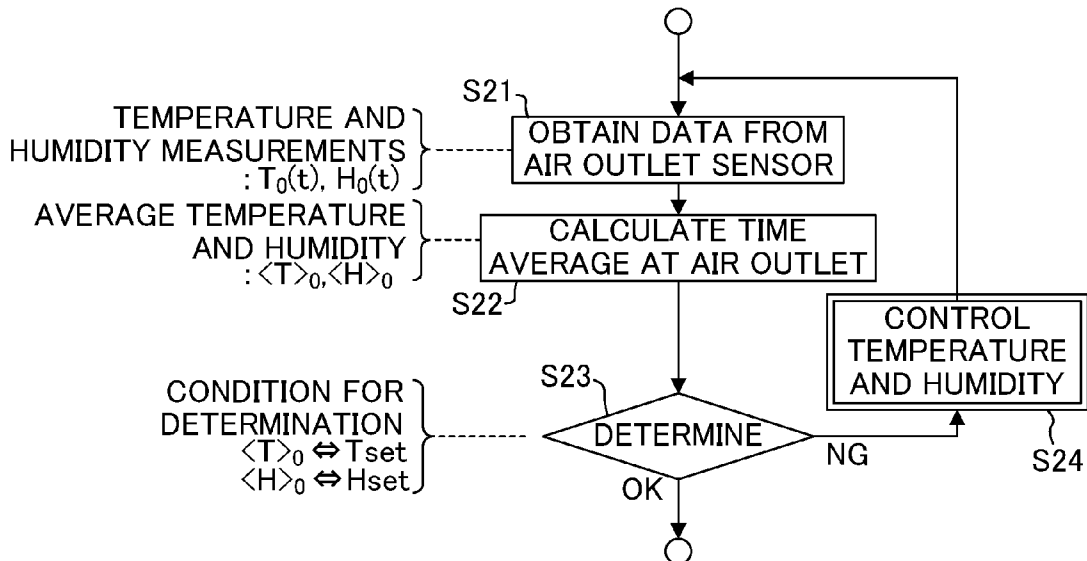 S21
TEMPERATURE AND
HUMIDITY MEASUREMENTS
: T₀(t), H₀(t)
OBTAIN DATA FROM
AIR OUTLET SENSOR
AVERAGE TEMPERATURE
AND HUMIDITY
: ⟨T⟩₀,⟨H⟩₀
CALCULATE TIME
AVERAGE AT AIR OUTLET
S22
CONTROL
TEMPERATURE
AND HUMIDITY
S24
S23
CONDITION FOR
DETERMINATION
⟨T⟩₀ ⇔ Tset
⟨H⟩₀ ⇔ Hset
DETERMINE
NG
OK